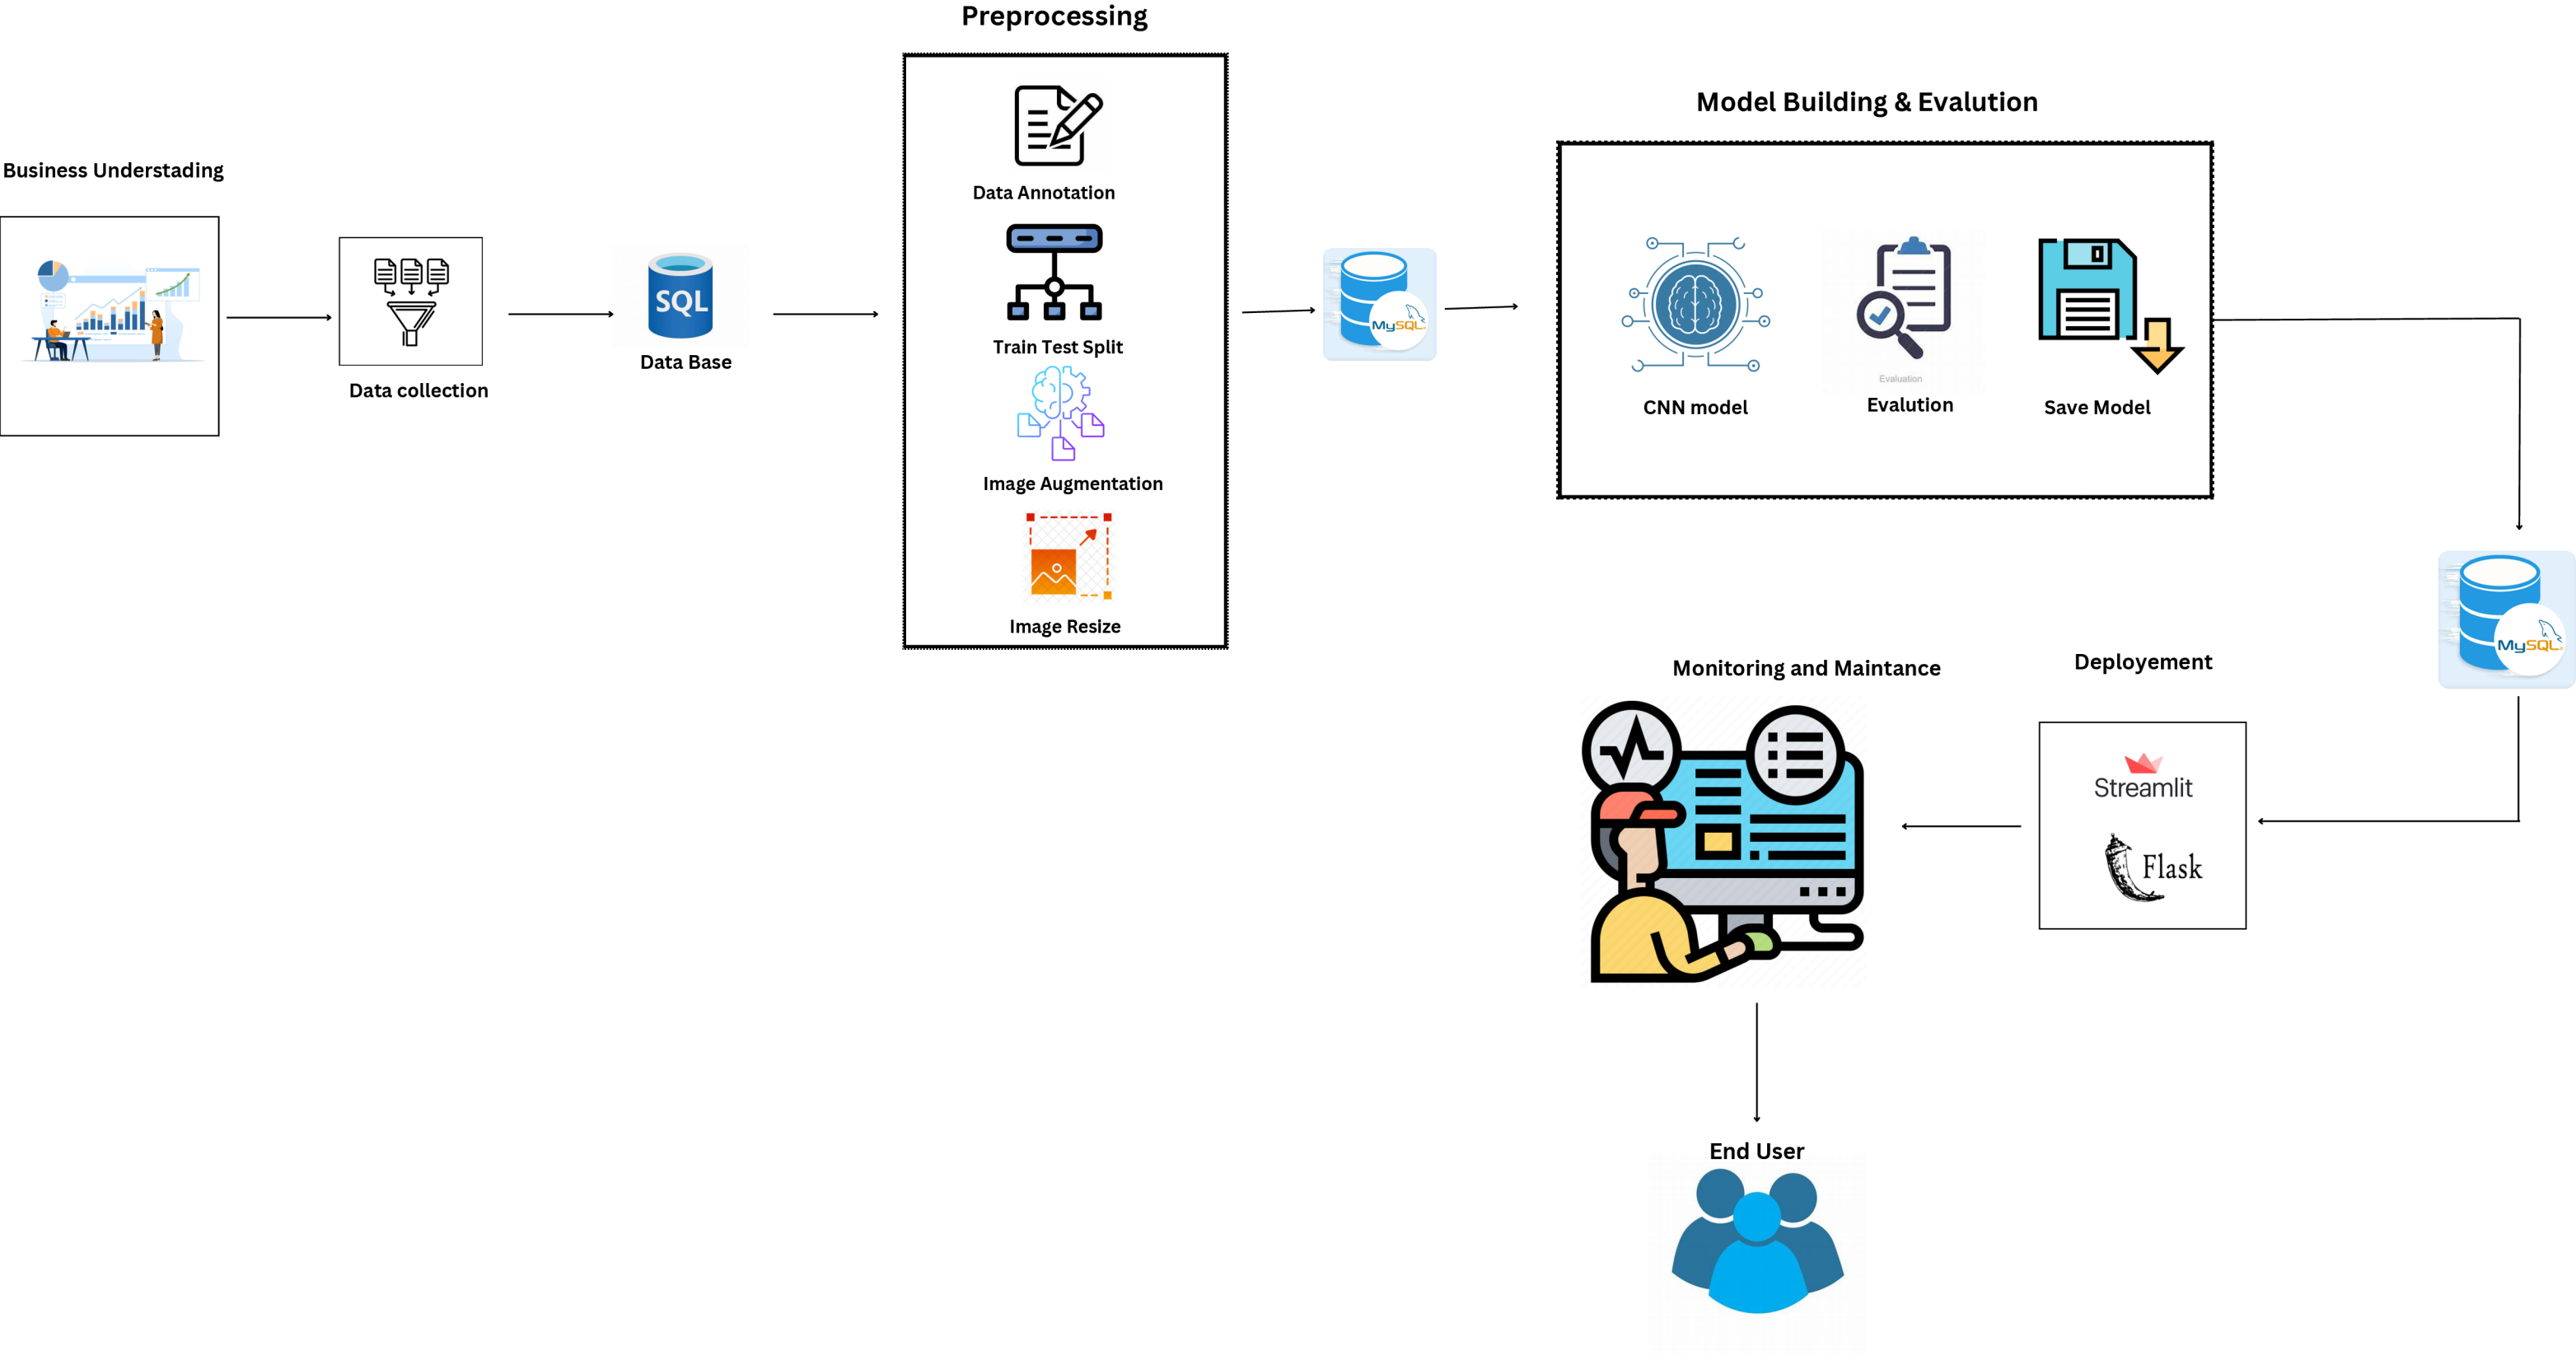 Preprocessing
Model Building & Evalution
Business Understading
Data Annotation
SQL
Data Base
Data collection
Train Test Split
Image Augmentation
Image Resize
MySQL
CNN model
Evaluation
Evalution
Save Model
MySQL
Monitoring and Maintance
Deployement
Streamlit
Flask
End User